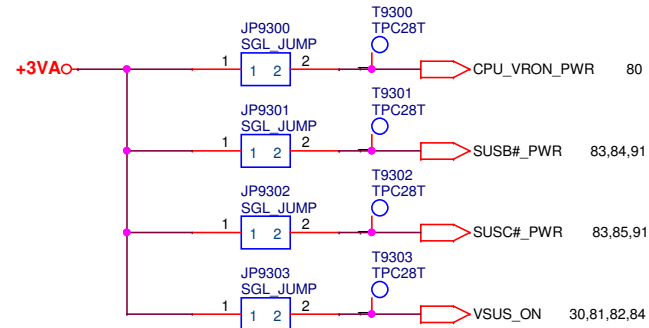 T9300
JP9300 TPC28T
SGL_JUMP
+3VA 1 1 2 2 CPU_VRON_PWR 80
T9301
JP9301 TPC28T
SGL_JUMP
1 1 2 2 SUSB#_PWR 83,84,91
T9302
JP9302 TPC28T
SGL_JUMP
1 1 2 2 SUSC#_PWR 83,85,91
T9303
JP9303 TPC28T
SGL_JUMP
1 1 2 2 VSUS_ON 30,81,82,84